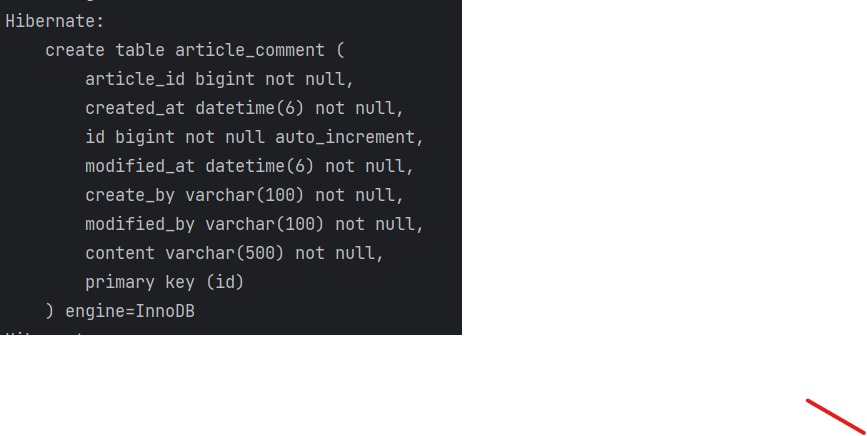 Hibernate:
    create table article_comment (
        article_id bigint not null,
        created_at datetime(6) not null,
        id bigint not null auto_increment,
        modified_at datetime(6) not null,
        create_by varchar(100) not null,
        modified_by varchar(100) not null,
        content varchar(500) not null,
        primary key (id)
    ) engine=InnoDB